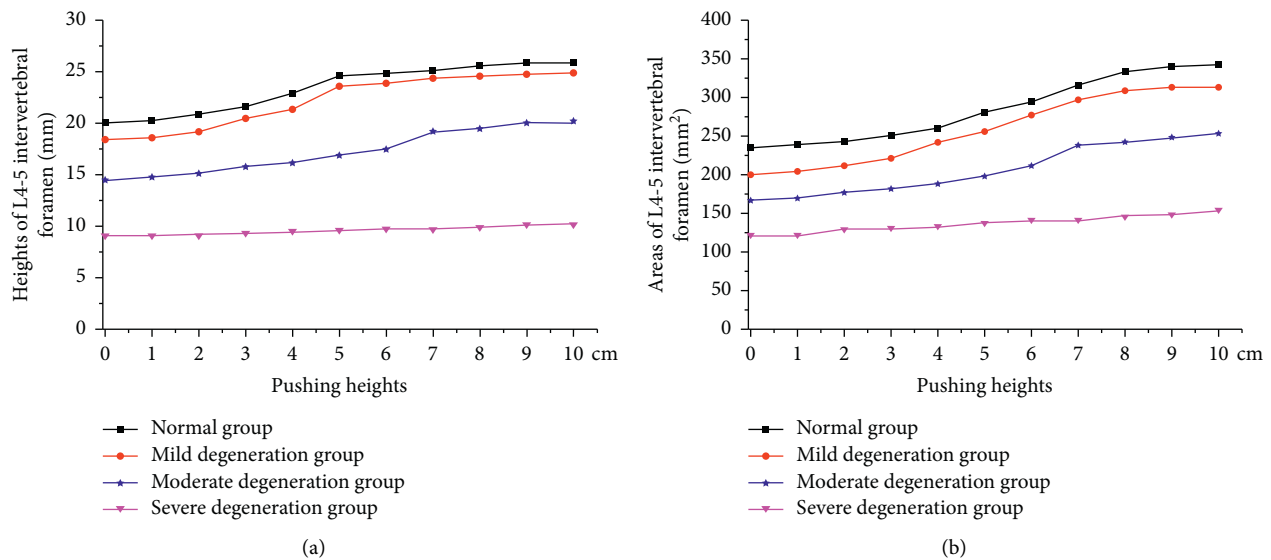 30
25
20
15
10
5
0
Heights of L4-5 intervertebral
foramen (mm)
0 1 2 3 4 5 6 7 8 9 10 cm
Pushing heights
Normal group
Mild degeneration group
Moderate degeneration group
Severe degeneration group
(a)
400
350
300
250
200
150
100
50
0
Areas of L4-5 intervertebral
foramen (mm²)
0 1 2 3 4 5 6 7 8 9 10 cm
Pushing heights
Normal group
Mild degeneration group
Moderate degeneration group
Severe degeneration group
(b)